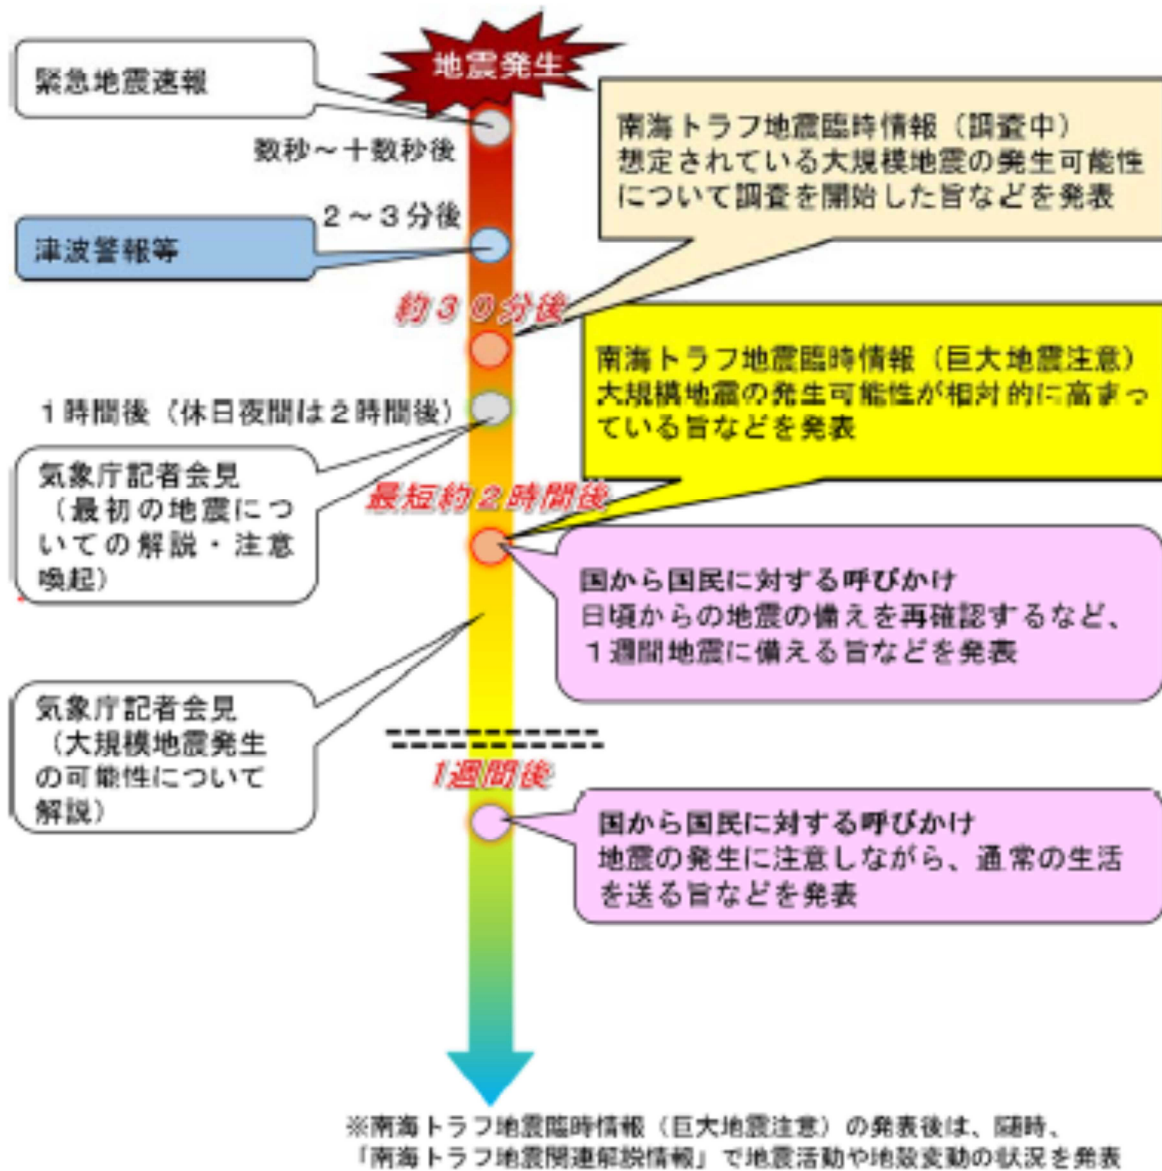 地震発生
緊急地震速報
数秒～十数秒後
南海トラフ地震臨時情報（調査中）
想定されている大規模地震の発生可能性
について調査を開始した旨などを発表
２～３分後
津波警報等
約３０分後
南海トラフ地震臨時情報（巨大地震注意）
大規模地震の発生可能性が相対的に高まっ
ている旨などを発表
１時間後（休日夜間は２時間後）
気象庁記者会見
（最初の地震につ
いての解説・注意
喚起）
最短約２時間後
国から国民に対する呼びかけ
日頃からの地震の備えを再確認するなど、
１週間地震に備える旨などを発表
気象庁記者会見
（大規模地震発生
の可能性について
解説）
1週間後
国から国民に対する呼びかけ
地震の発生に注意しながら、通常の生活
を送る旨などを発表
※南海トラフ地震臨時情報（巨大地震注意）の発表後は、随時、
「南海トラフ地震関連解説情報」で地震活動や地殻変動の状況を発表